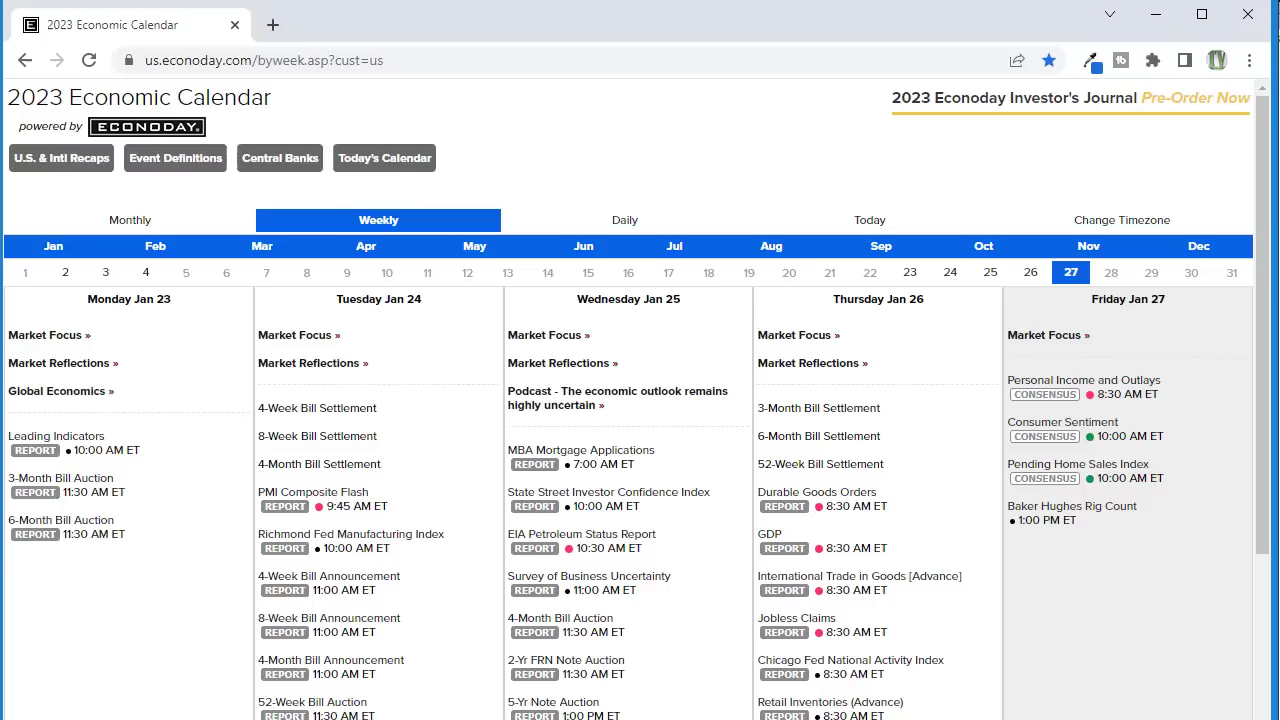 2023 Economic Calendar
us.econoday.com/byweek.asp?cust=us
2023 Economic Calendar
2023 Econoday Investor's Journal Pre-Order Now
powered by ECONODAY
U.S. & Intl Recaps Event Definitions Central Banks Today's Calendar
Monthly Weekly Daily Today Change Timezone
Jan Feb Mar Apr May Jun Jul Aug Sep Oct Nov Dec
1 2 3 4 5 6 7 8 9 10 11 12 13 14 15 16 17 18 19 20 21 22 23 24 25 26 27 28 29 30 31
Monday Jan 23
Market Focus »
Market Reflections »
Global Economics »
Leading Indicators
REPORT ● 10:00 AM ET
3-Month Bill Auction
REPORT 11:30 AM ET
6-Month Bill Auction
REPORT 11:30 AM ET
Tuesday Jan 24
Market Focus »
Market Reflections »
4-Week Bill Settlement
8-Week Bill Settlement
4-Month Bill Settlement
PMI Composite Flash
REPORT ● 9:45 AM ET
Richmond Fed Manufacturing Index
REPORT ● 10:00 AM ET
4-Week Bill Announcement
REPORT 11:00 AM ET
8-Week Bill Announcement
REPORT 11:00 AM ET
4-Month Bill Announcement
REPORT 11:00 AM ET
52-Week Bill Auction
REPORT 11:30 AM ET
Wednesday Jan 25
Market Focus »
Market Reflections »
Podcast - The economic outlook remains
highly uncertain »
MBA Mortgage Applications
REPORT ● 7:00 AM ET
State Street Investor Confidence Index
REPORT ● 10:00 AM ET
EIA Petroleum Status Report
REPORT ● 10:30 AM ET
Survey of Business Uncertainty
REPORT ● 11:00 AM ET
4-Month Bill Auction
REPORT 11:30 AM ET
2-Yr FRN Note Auction
REPORT 11:30 AM ET
5-Yr Note Auction
REPORT 1:00 PM ET
Thursday Jan 26
Market Focus »
Market Reflections »
3-Month Bill Settlement
6-Month Bill Settlement
52-Week Bill Settlement
Durable Goods Orders
REPORT ● 8:30 AM ET
GDP
REPORT ● 8:30 AM ET
International Trade in Goods [Advance]
REPORT ● 8:30 AM ET
Jobless Claims
REPORT ● 8:30 AM ET
Chicago Fed National Activity Index
REPORT ● 8:30 AM ET
Retail Inventories (Advance)
REPORT ● 8:30 AM ET
Friday Jan 27
Market Focus »
Personal Income and Outlays
CONSENSUS ● 8:30 AM ET
Consumer Sentiment
CONSENSUS ● 10:00 AM ET
Pending Home Sales Index
CONSENSUS ● 10:00 AM ET
Baker Hughes Rig Count
● 1:00 PM ET